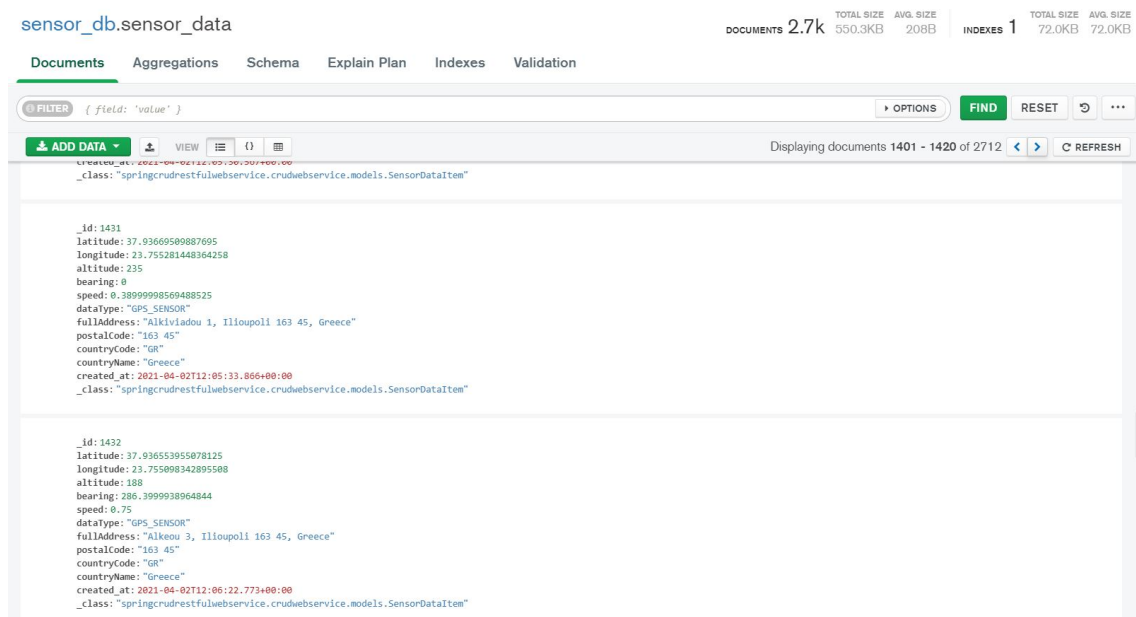 sensor_db.sensor_data
DOCUMENTS 2.7k TOTAL SIZE 550.3KB AVG. SIZE 208B INDEXES 1 TOTAL SIZE 72.0KB AVG. SIZE 72.0KB
Documents Aggregations Schema Explain Plan Indexes Validation
FILTER { field: 'value' } OPTIONS FIND RESET ...
ADD DATA VIEW {} Displaying documents 1401 - 1420 of 2712 < > REFRESH
_class: "springcrudrestfulwebservice.crudwebservice.models.SensorDataItem"
_id: 1431
latitude: 37.93669509887695
longitude: 23.755281448364258
altitude: 235
bearing: 0
speed: 0.38999998569488525
dataType: "GPS_SENSOR"
fullAddress: "Alkiviadou 1, Ilioupoli 163 45, Greece"
postalCode: "163 45"
countryCode: "GR"
countryName: "Greece"
created_at: 2021-04-02T12:05:33.866+00:00
_class: "springcrudrestfulwebservice.crudwebservice.models.SensorDataItem"
_id: 1432
latitude: 37.936553955078125
longitude: 23.755098342895508
altitude: 188
bearing: 286.3999938964844
speed: 0.75
dataType: "GPS_SENSOR"
fullAddress: "Alkeou 3, Ilioupoli 163 45, Greece"
postalCode: "163 45"
countryCode: "GR"
countryName: "Greece"
created_at: 2021-04-02T12:06:22.773+00:00
_class: "springcrudrestfulwebservice.crudwebservice.models.SensorDataItem"